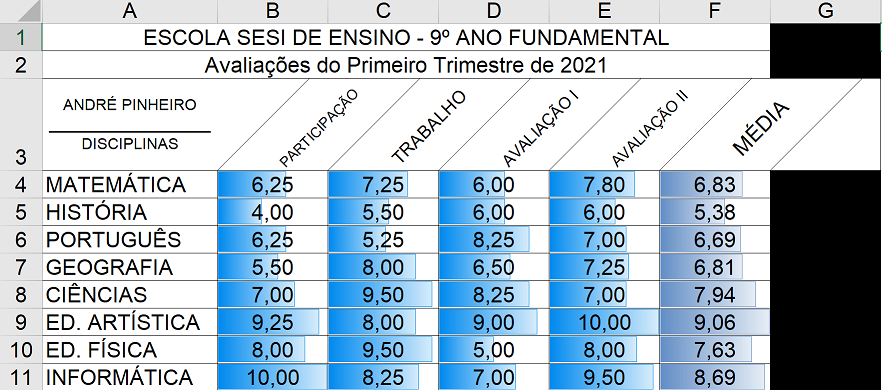 A B C D E F G
1 ESCOLA SESI DE ENSINO - 9º ANO FUNDAMENTAL
2 Avaliações do Primeiro Trimestre de 2021
3 ANDRÉ PINHEIRO
DISCIPLINAS
PARTICIPAÇÃO
TRABALHO
AVALIAÇÃO I
AVALIAÇÃO II
MÉDIA
4 MATEMÁTICA 6,25 7,25 6,00 7,80 6,83
5 HISTÓRIA 4,00 5,50 6,00 6,00 5,38
6 PORTUGUÊS 6,25 5,25 8,25 7,00 6,69
7 GEOGRAFIA 5,50 8,00 6,50 7,25 6,81
8 CIÊNCIAS 7,00 9,50 8,25 7,00 7,94
9 ED. ARTÍSTICA 9,25 8,00 9,00 10,00 9,06
10 ED. FÍSICA 8,00 9,50 5,00 8,00 7,63
11 INFORMÁTICA 10,00 8,25 7,00 9,50 8,69